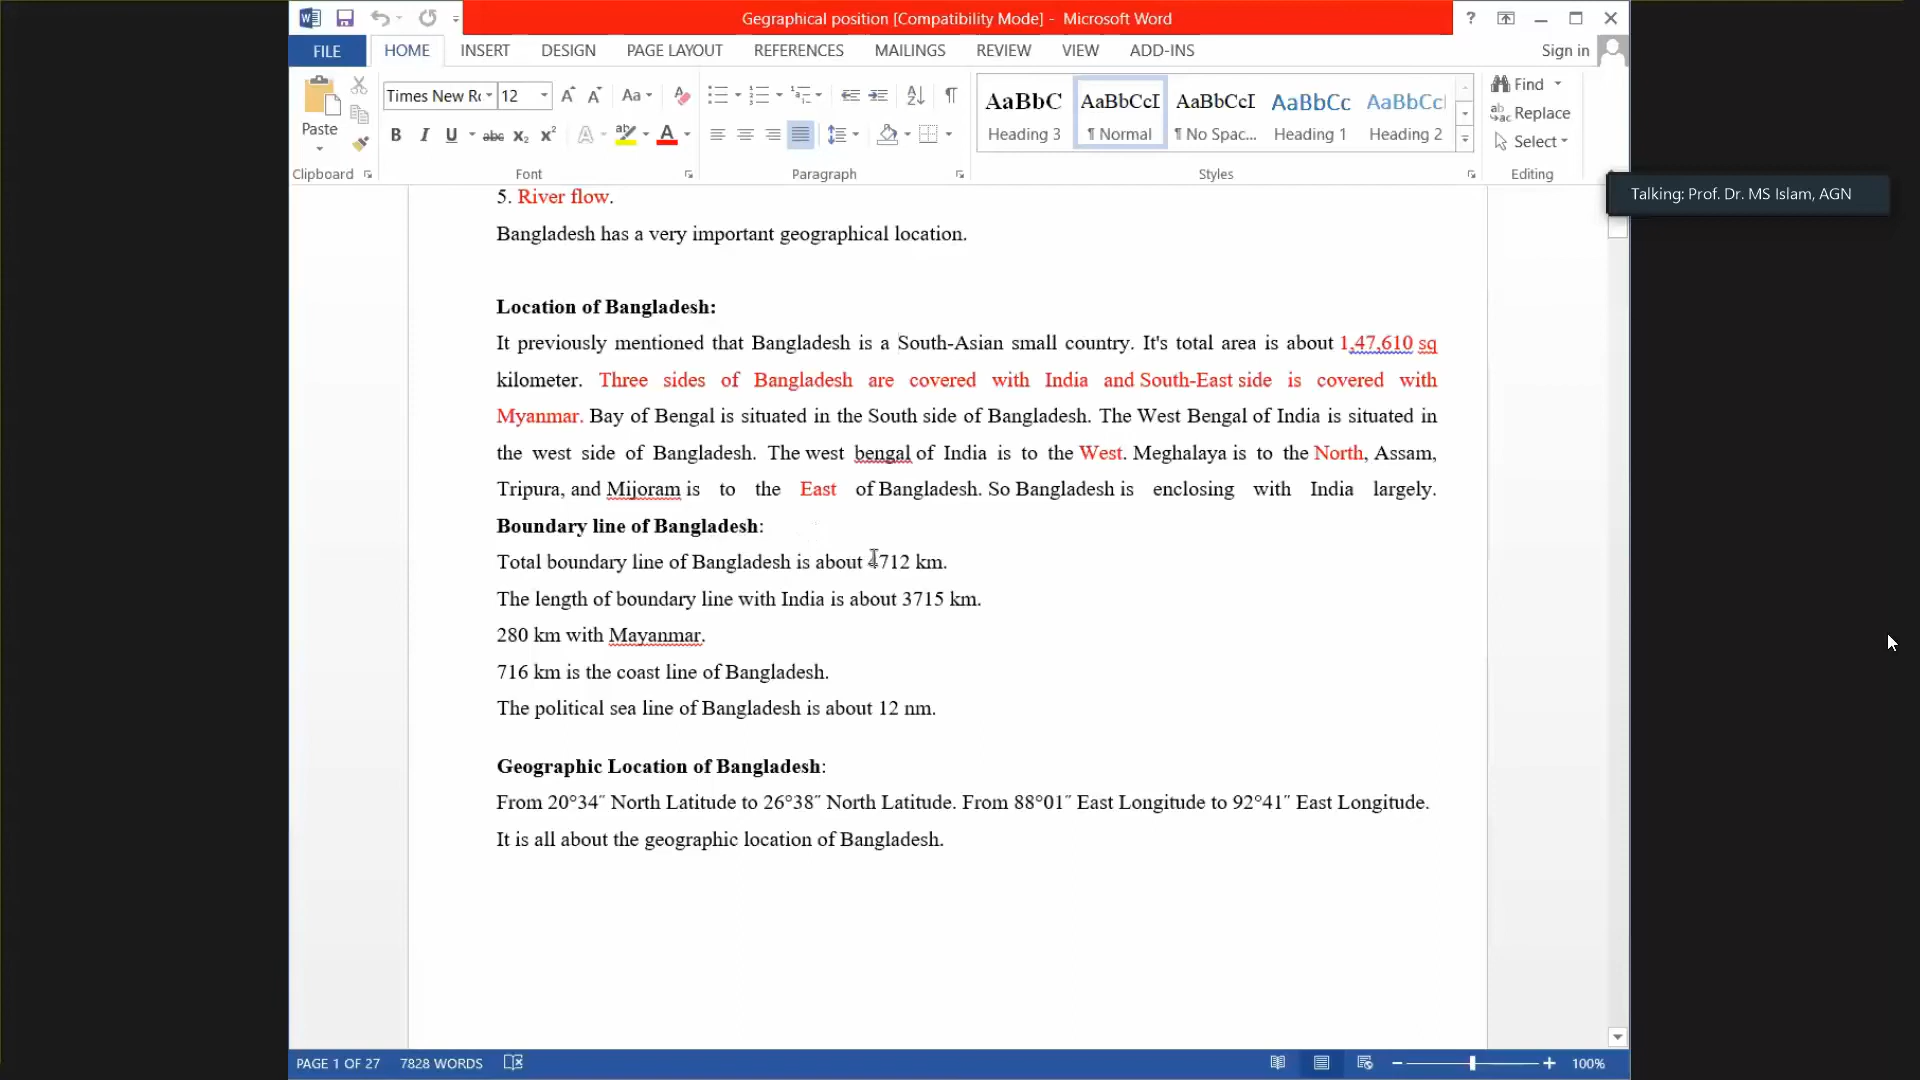 Gegraphical position [Compatibility Mode] - Microsoft Word
?
FILE HOME INSERT DESIGN PAGE LAYOUT REFERENCES MAILINGS REVIEW VIEW ADD-INS Sign in
Paste
Times New Ro 12
Aa
B I U abc X₂ X² A A
AaBbC AaBbCcI AaBbCcI AaBbCc AaBbCcl
Heading 3 ¶ Normal ¶ No Spac... Heading 1 Heading 2
Find
Replace
Select
Clipboard Font Paragraph Styles Editing
Talking: Prof. Dr. MS Islam, AGN
5. River flow.
Bangladesh has a very important geographical location.
Location of Bangladesh:
It previously mentioned that Bangladesh is a South-Asian small country. It's total area is about 1,47,610 sq
kilometer. Three sides of Bangladesh are covered with India and South-East side is covered with
Myanmar. Bay of Bengal is situated in the South side of Bangladesh. The West Bengal of India is situated in
the west side of Bangladesh. The west bengal of India is to the West. Meghalaya is to the North, Assam,
Tripura, and Mijoram is to the East of Bangladesh. So Bangladesh is enclosing with India largely.
Boundary line of Bangladesh:
Total boundary line of Bangladesh is about 4712 km.
The length of boundary line with India is about 3715 km.
280 km with Mayanmar.
716 km is the coast line of Bangladesh.
The political sea line of Bangladesh is about 12 nm.
Geographic Location of Bangladesh:
From 20°34˝ North Latitude to 26°38˝ North Latitude. From 88°01˝ East Longitude to 92°41˝ East Longitude.
It is all about the geographic location of Bangladesh.
PAGE 1 OF 27 7828 WORDS 100%